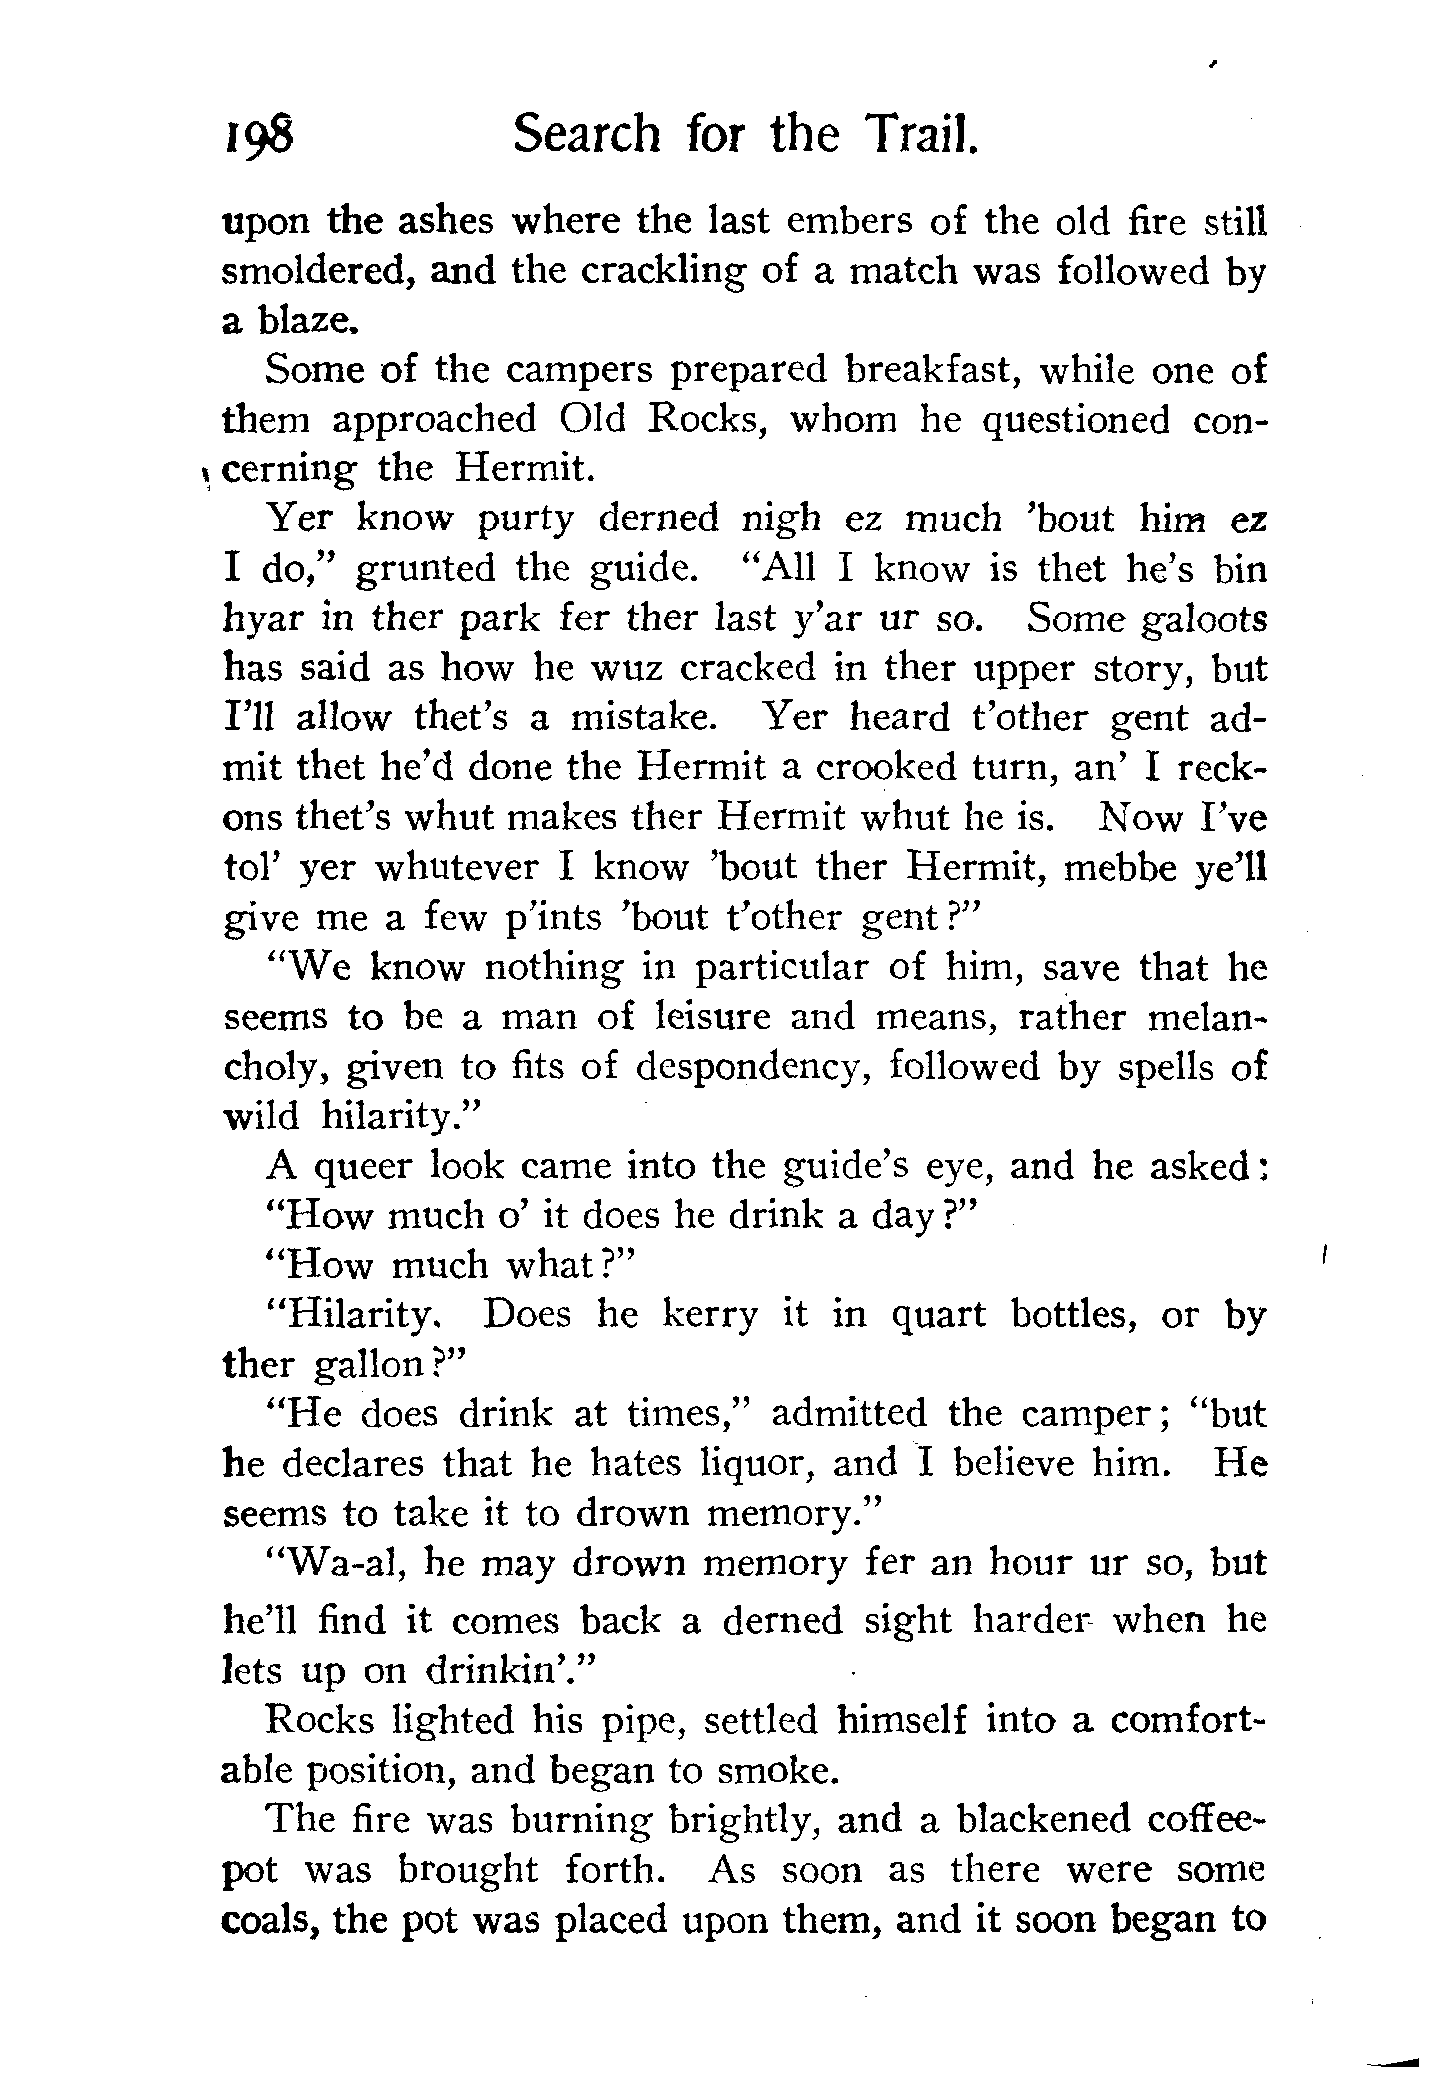 198 Search for the Trail.
upon the ashes where the last embers of the old fire still
smoldered, and the crackling of a match was followed by
a blaze.
Some of the campers prepared breakfast, while one of
them approached Old Rocks, whom he questioned con-
cerning the Hermit.
Yer know purty derned nigh ez much 'bout him ez
I do," grunted the guide. "All I know is thet he's bin
hyar in ther park fer ther last y'ar ur so. Some galoots
has said as how he wuz cracked in ther upper story, but
I'll allow thet's a mistake. Yer heard t'other gent ad-
mit thet he'd done the Hermit a crooked turn, an' I reck-
ons thet's whut makes ther Hermit whut he is. Now I've
tol' yer whutever I know 'bout ther Hermit, mebbe ye'll
give me a few p'ints 'bout t'other gent?"
"We know nothing in particular of him, save that he
seems to be a man of leisure and means, rather melan-
choly, given to fits of despondency, followed by spells of
wild hilarity."
A queer look came into the guide's eye, and he asked:
"How much o' it does he drink a day?"
"How much what?"
"Hilarity. Does he kerry it in quart bottles, or by
ther gallon?"
"He does drink at times," admitted the camper; "but
he declares that he hates liquor, and I believe him. He
seems to take it to drown memory."
"Wa-al, he may drown memory fer an hour ur so, but
he'll find it comes back a derned sight harder when he
lets up on drinkin'."
Rocks lighted his pipe, settled himself into a comfort-
able position, and began to smoke.
The fire was burning brightly, and a blackened coffee-
pot was brought forth. As soon as there were some
coals, the pot was placed upon them, and it soon began to